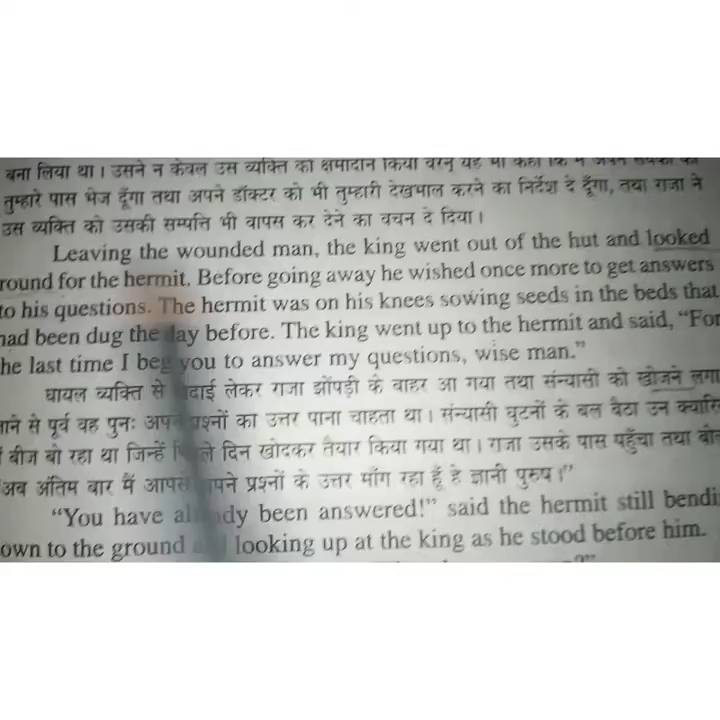 बना लिया था। उसने न केवल उस व्यक्ति को क्षमादान किया वरन् यह भी कहा कि मैं अपने सेवकों को
तुम्हारे पास भेज दूँगा तथा अपने डॉक्टर को भी तुम्हारी देखभाल करने का निर्देश दे दूँगा, तया राजा ने
उस व्यक्ति को उसकी सम्पत्ति भी वापस कर देने का वचन दे दिया।
Leaving the wounded man, the king went out of the hut and looked
round for the hermit. Before going away he wished once more to get answers
to his questions. The hermit was on his knees sowing seeds in the beds that
had been dug the day before. The king went up to the hermit and said, “For
he last time I beg you to answer my questions, wise man.”
घायल व्यक्ति से दाई लेकर राजा झोंपड़ी के बाहर आ गया तथा संन्यासी को खोजने लगा
ाने से पूर्व वह पुनः अपने प्रश्नों का उत्तर पाना चाहता था। संन्यासी घुटनों के बल बैठा उन क्यारि
बीज बो रहा था जिन्हें ले दिन खोदकर तैयार किया गया था। राजा उसके पास पहुँचा तथा बो
अब अंतिम बार मैं आपसे पने प्रश्नों के उत्तर माँग रहा हूँ हे ज्ञानी पुरुष।”
“You have al dy been answered!” said the hermit still bendi
own to the ground looking up at the king as he stood before him.